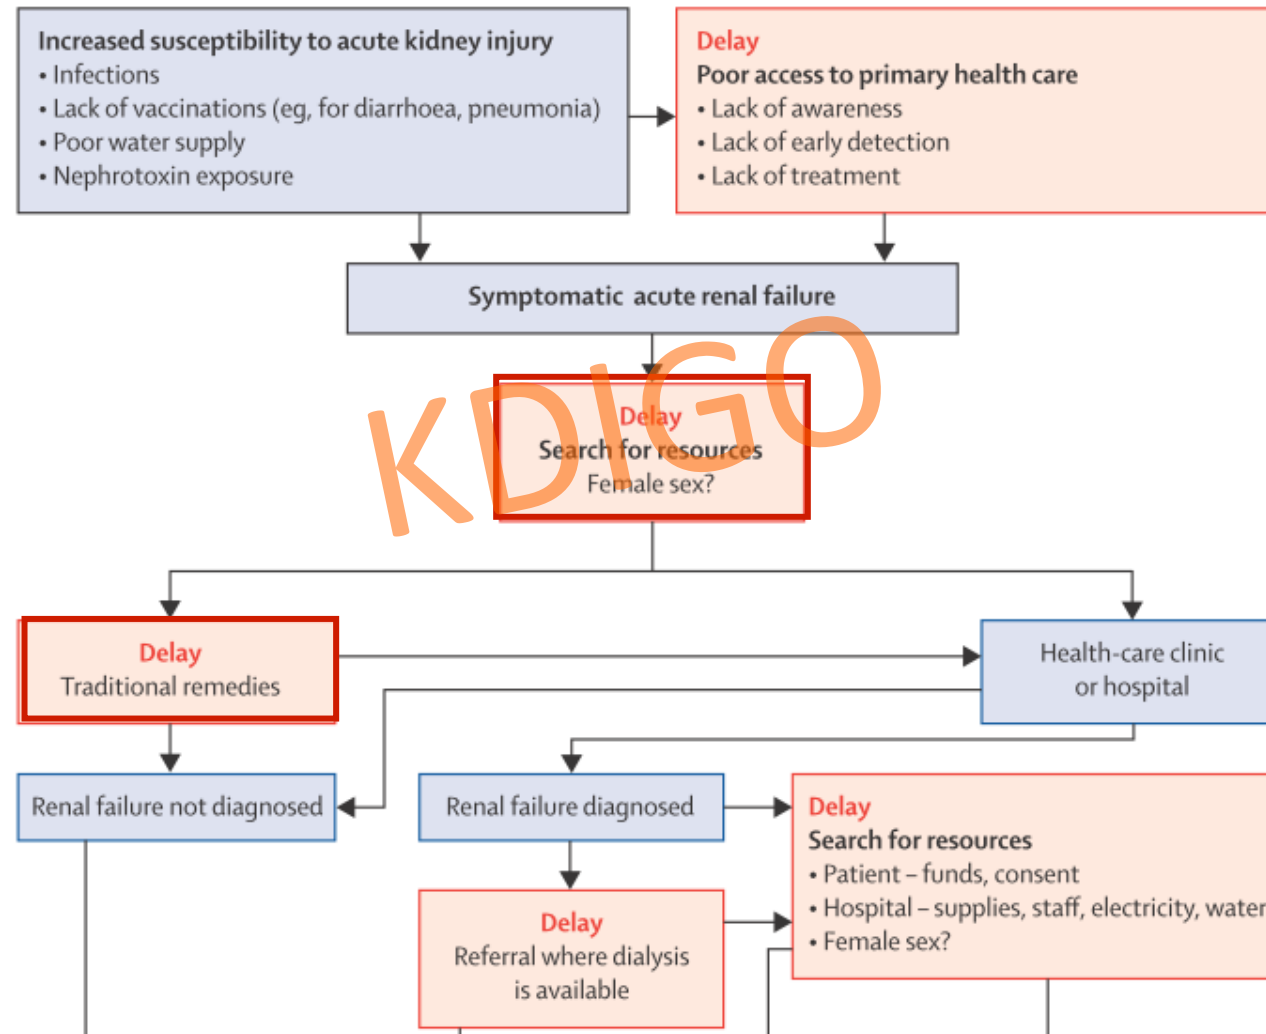 Increased susceptibility to acute kidney injury
• Infections
• Lack of vaccinations (eg, for diarrhoea, pneumonia)
• Poor water supply
• Nephrotoxin exposure
Delay
Poor access to primary health care
• Lack of awareness
• Lack of early detection
• Lack of treatment
Symptomatic acute renal failure
KDIGO
Delay
Search for resources
Female sex?
Delay
Traditional remedies
Health-care clinic
or hospital
Renal failure not diagnosed
Renal failure diagnosed
Delay
Search for resources
• Patient – funds, consent
• Hospital – supplies, staff, electricity, water
• Female sex?
Delay
Referral where dialysis
is available